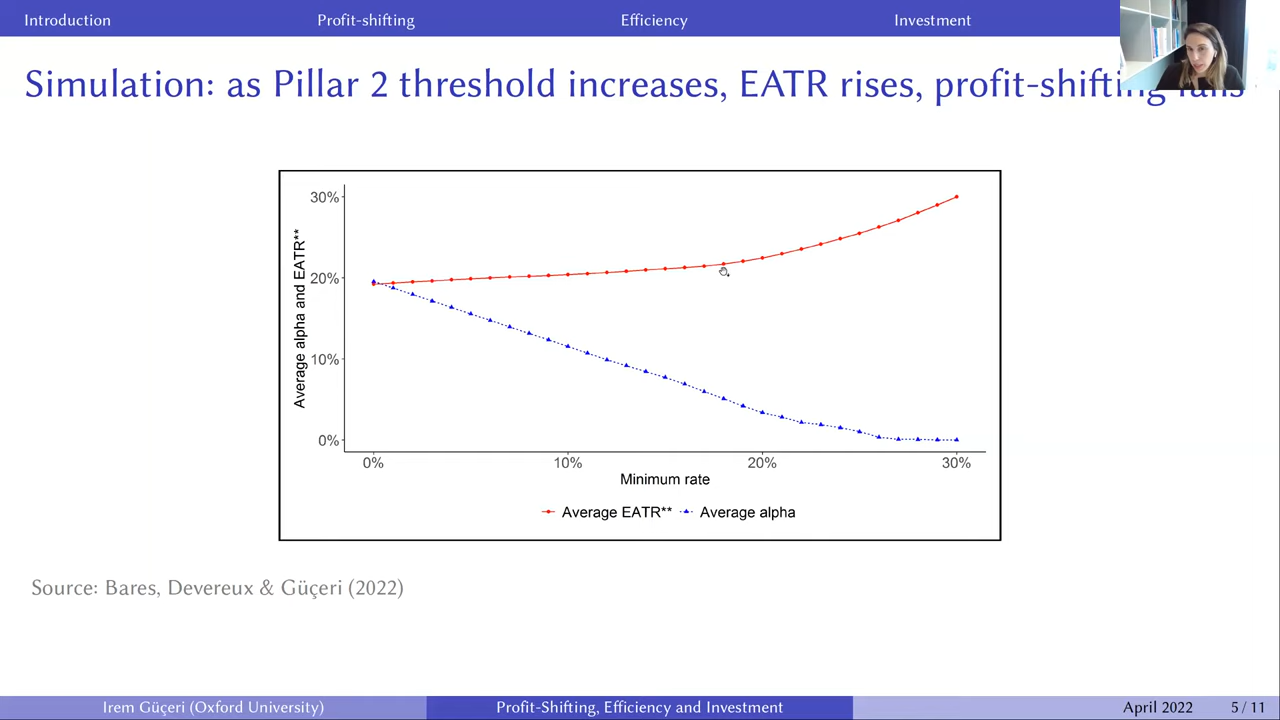 Introduction Profit-shifting Efficiency Investment
Simulation: as Pillar 2 threshold increases, EATR rises, profit-shifting falls
30%
20%
10%
0%
Average alpha and EATR**
0% 10% 20% 30%
Minimum rate
Average EATR** Average alpha
Source: Bares, Devereux & Güçeri (2022)
Irem Güçeri (Oxford University) Profit-Shifting, Efficiency and Investment April 2022 5 / 11